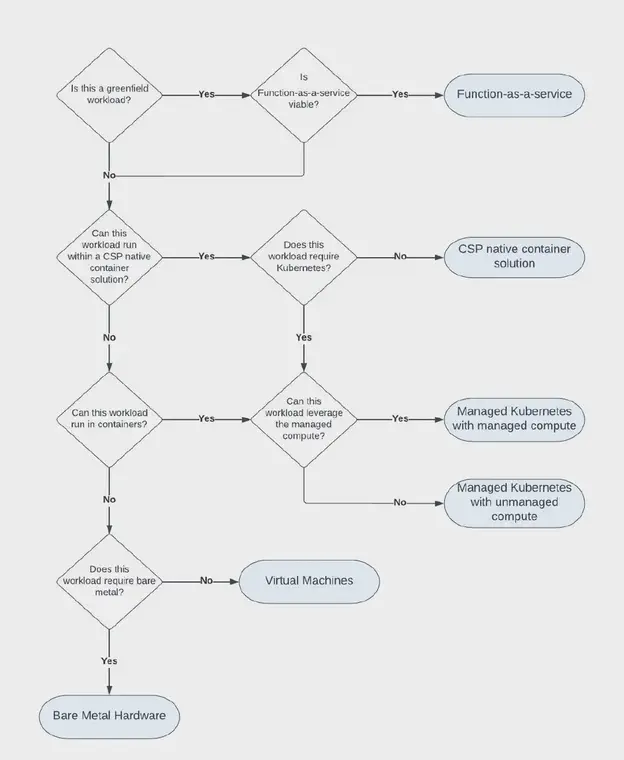 Is this a greenfield
workload?
Yes
Is
Function-as-a-service
viable?
Yes
Function-as-a-service
No
Can this
workload run
within a CSP native
container
solution?
Yes
Does this
workload require
Kubernetes?
No
CSP native container
solution
No
Yes
Can this workload
run in containers?
Yes
Can this
workload leverage
the managed
compute?
Yes
Managed Kubernetes
with managed compute
No
Managed Kubernetes
with unmanaged
compute
No
Does this
workload require bare
metal?
No
Virtual Machines
Yes
Bare Metal Hardware